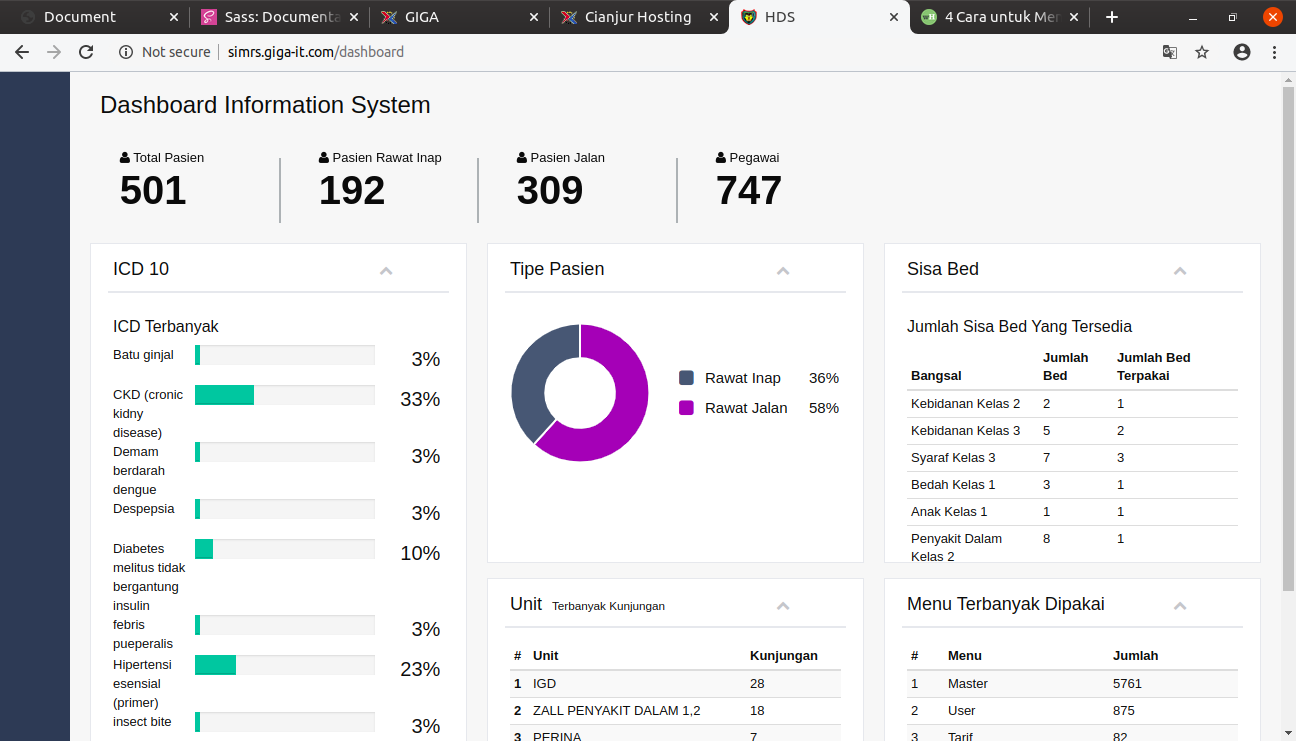 Document
Sass: Documenta
GIGA
Cianjur Hosting
HDS
4 Cara untuk Mer
Not secure
simrs.giga-it.com/dashboard
Dashboard Information System
Total Pasien
501
Pasien Rawat Inap
192
Pasien Jalan
309
Pegawai
747
ICD 10
ICD Terbanyak
Batu ginjal
3%
CKD (cronic
kidny
disease)
33%
Demam
berdarah
dengue
3%
Despepsia
3%
Diabetes
melitus tidak
bergantung
insulin
10%
febris
pueperalis
3%
Hipertensi
esensial
(primer)
23%
insect bite
3%
Tipe Pasien
Rawat Inap 36%
Rawat Jalan 58%
Sisa Bed
Jumlah Sisa Bed Yang Tersedia
Bangsal Jumlah Bed Jumlah Bed Terpakai
Kebidanan Kelas 2 2 1
Kebidanan Kelas 3 5 2
Syaraf Kelas 3 7 3
Bedah Kelas 1 3 1
Anak Kelas 1 1 1
Penyakit Dalam Kelas 2 8 1
Unit Terbanyak Kunjungan
# Unit Kunjungan
1 IGD 28
2 ZALL PENYAKIT DALAM 1,2 18
3 PERINA 7
Menu Terbanyak Dipakai
# Menu Jumlah
1 Master 5761
2 User 875
3 Tarif 82